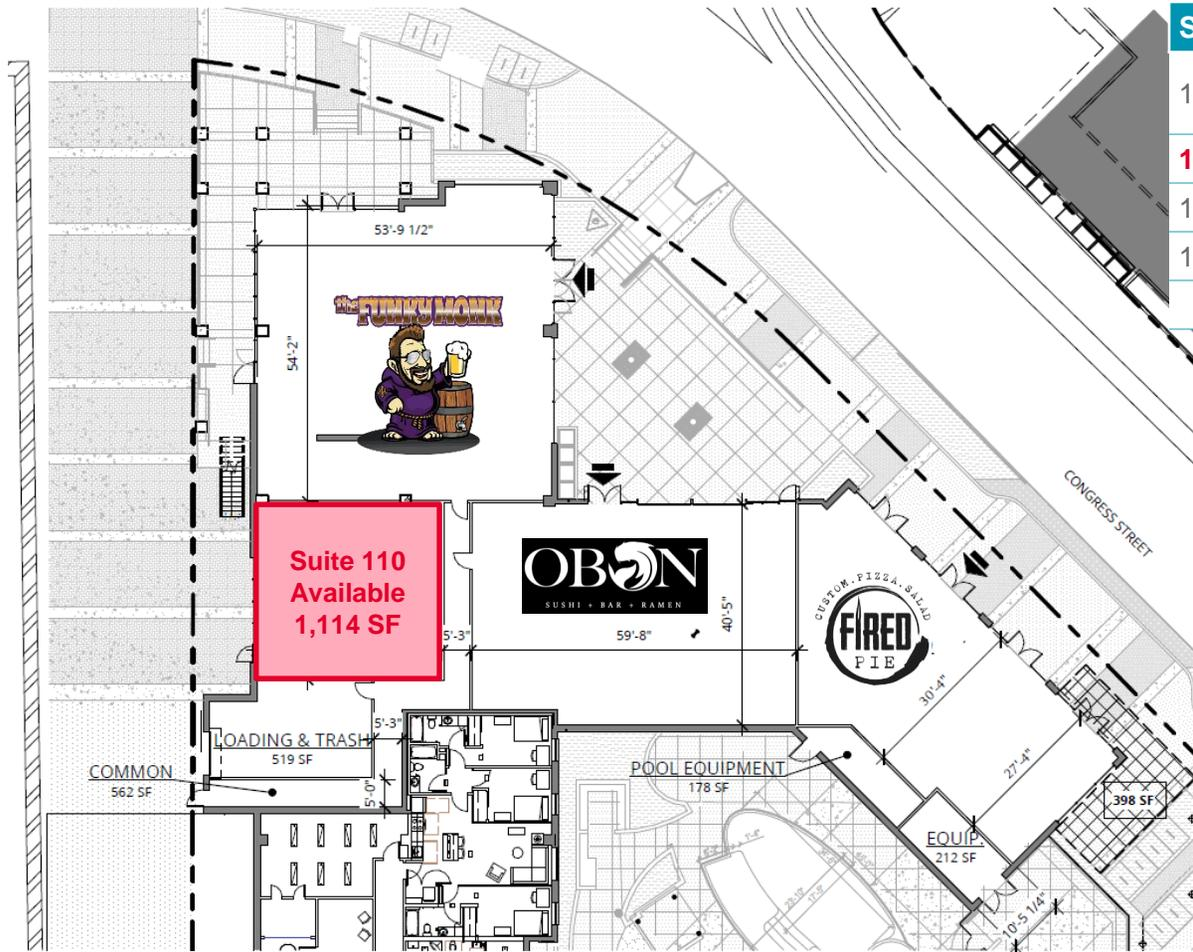 S
1
1
1
1
53'-9 1/2"
the FUNKY MONK
54'-2"
CONGRESS STREET
Suite 110
Available
1,114 SF
OBON
SUSHI + BAR + RAMEN
CUSTOM.PIZZA.SALAD
FIRED
PIE
5'-3"
59'-8"
40'-5"
30'-4"
27'-4"
5'-3"
LOADING & TRASH
519 SF
COMMON
562 SF
5'-0"
POOL EQUIPMENT
178 SF
398 SF
EQUIP.
212 SF
10'-5 1/4"